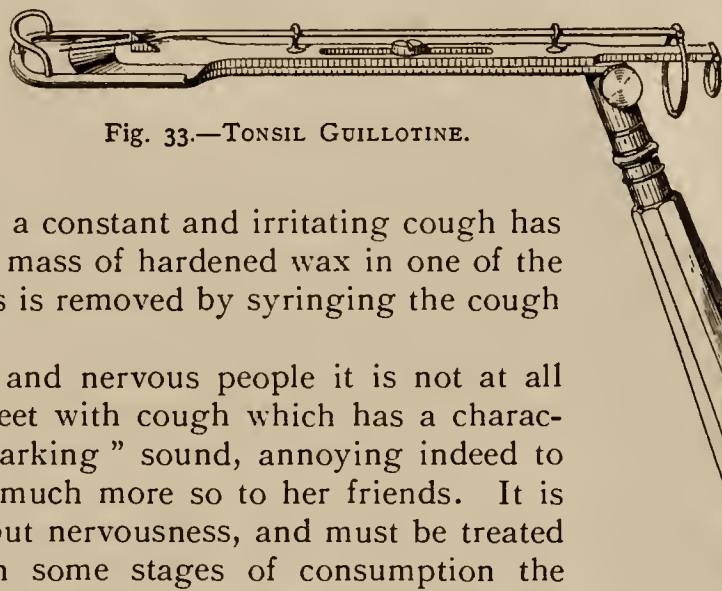 Fig. 33.—Tonsil Guillotine.
a constant and irritating cough has
mass of hardened wax in one of the
s is removed by syringing the cough
and nervous people it is not at all
eet with cough which has a charac-
arking ” sound, annoying indeed to
much more so to her friends. It is
out nervousness, and must be treated
n some stages of consumption the